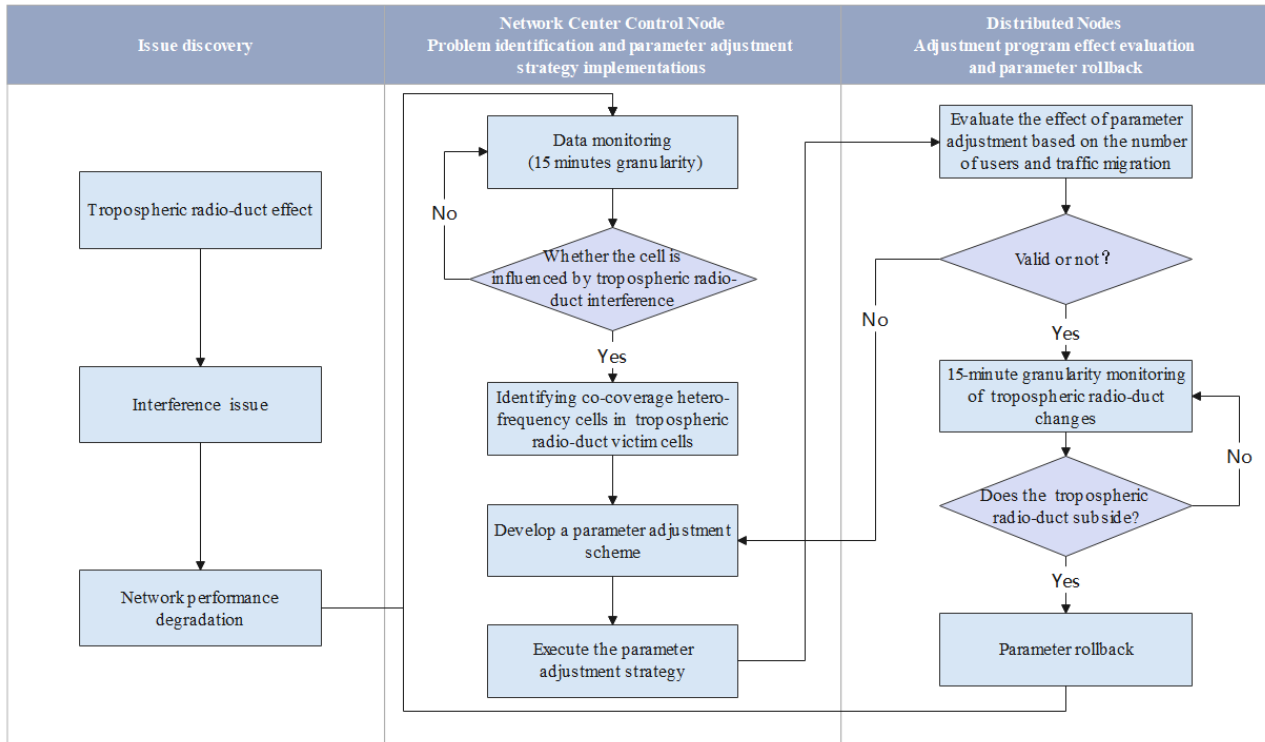 Issue discovery
Network Center Control Node
Problem identification and parameter adjustment
strategy implementations
Distributed Nodes
Adjustment program effect evaluation
and parameter rollback
Tropospheric radio-duct effect
Interference issue
Network performance
degradation
Data monitoring
(15 minutes granularity)
No
Whether the cell is
influenced by tropospheric radio-
duct interference
Yes
Identifying co-coverage hetero-
frequency cells in tropospheric
radio-duct victim cells
Develop a parameter adjustment
scheme
Execute the parameter
adjustment strategy
Evaluate the effect of parameter
adjustment based on the number
of users and traffic migration
Valid or not?
No
Yes
15-minute granularity monitoring
of tropospheric radio-duct
changes
No
Does the tropospheric
radio-duct subside?
Yes
Parameter rollback